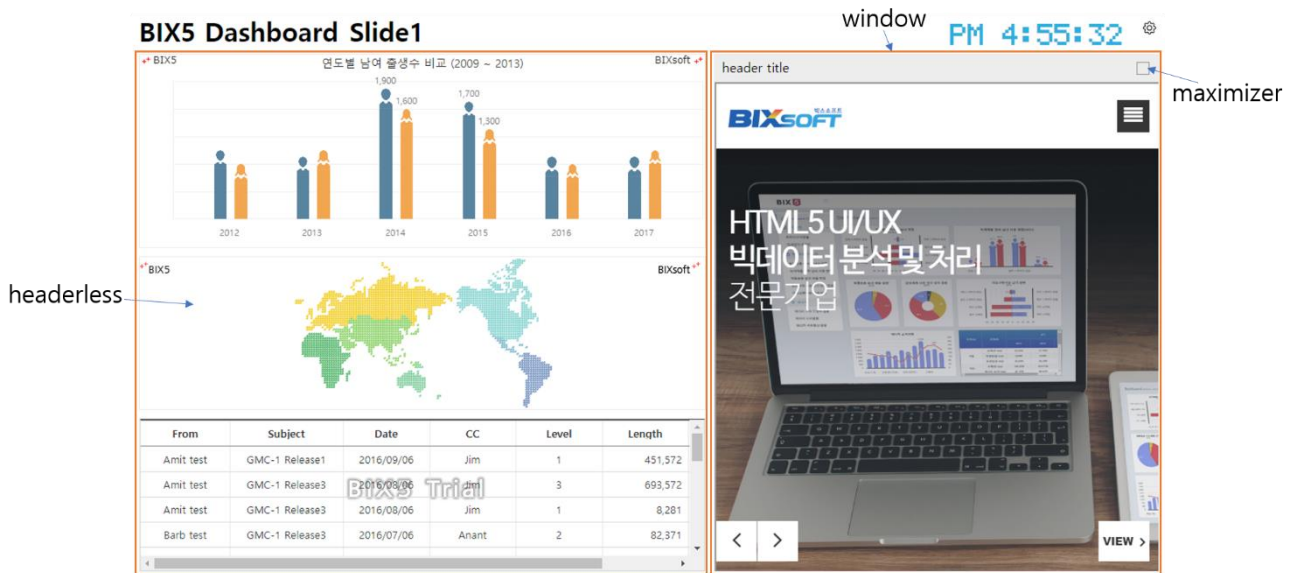 window
BIX5 Dashboard Slide1
PM 4:55:32
BIX5
연도별 남여 출생수 비교 (2009 ~ 2013)
BIXsoft
1,900
1,600
1,700
1,300
2012 2013 2014 2015 2016 2017
headerless
BIX5
BIXsoft
From Subject Date CC Level Length
Amit test GMC-1 Release1 2016/09/06 Jim 1 451,572
Amit test GMC-1 Release3 2016/08/06 Jim 3 693,572
BIX5 Trial
Amit test GMC-1 Release3 2016/08/06 Jim 1 8,281
Barb test GMC-1 Release3 2016/07/06 Anant 2 82,371
header title
maximizer
빅스소프트
BIXSOFT
BIX5
HTML5 UI/UX
빅데이터 분석 및 처리
전문기업
VIEW >